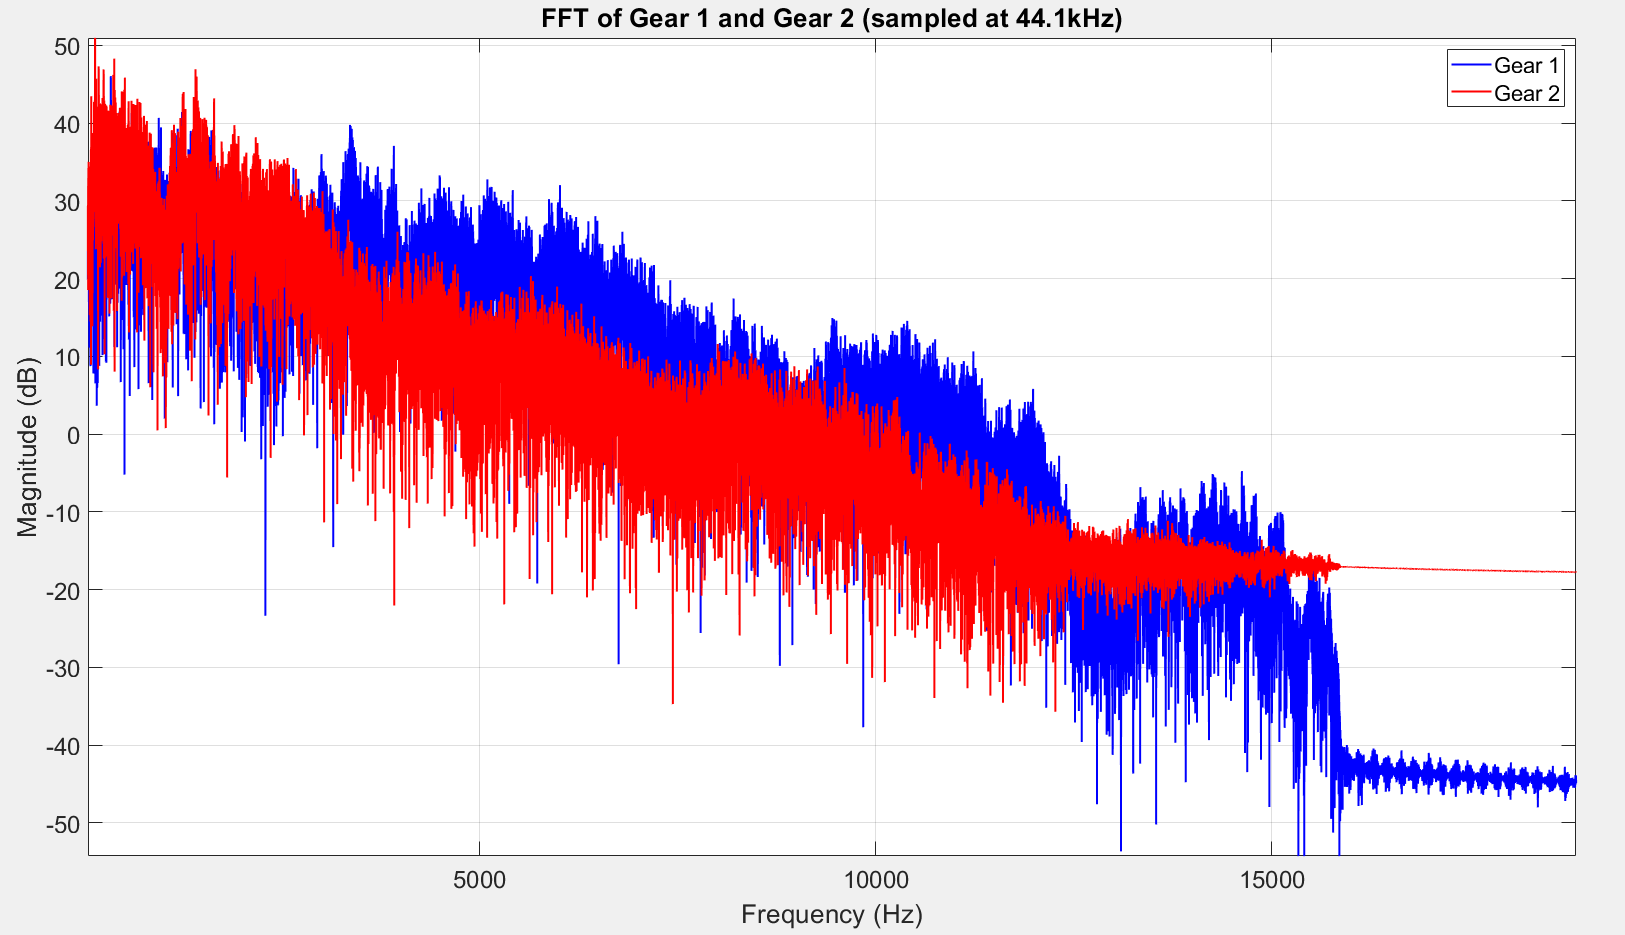 FFT of Gear 1 and Gear 2 (sampled at 44.1kHz)
Gear 1
Gear 2
Magnitude (dB)
50
40
30
20
10
0
-10
-20
-30
-40
-50
5000 10000 15000
Frequency (Hz)